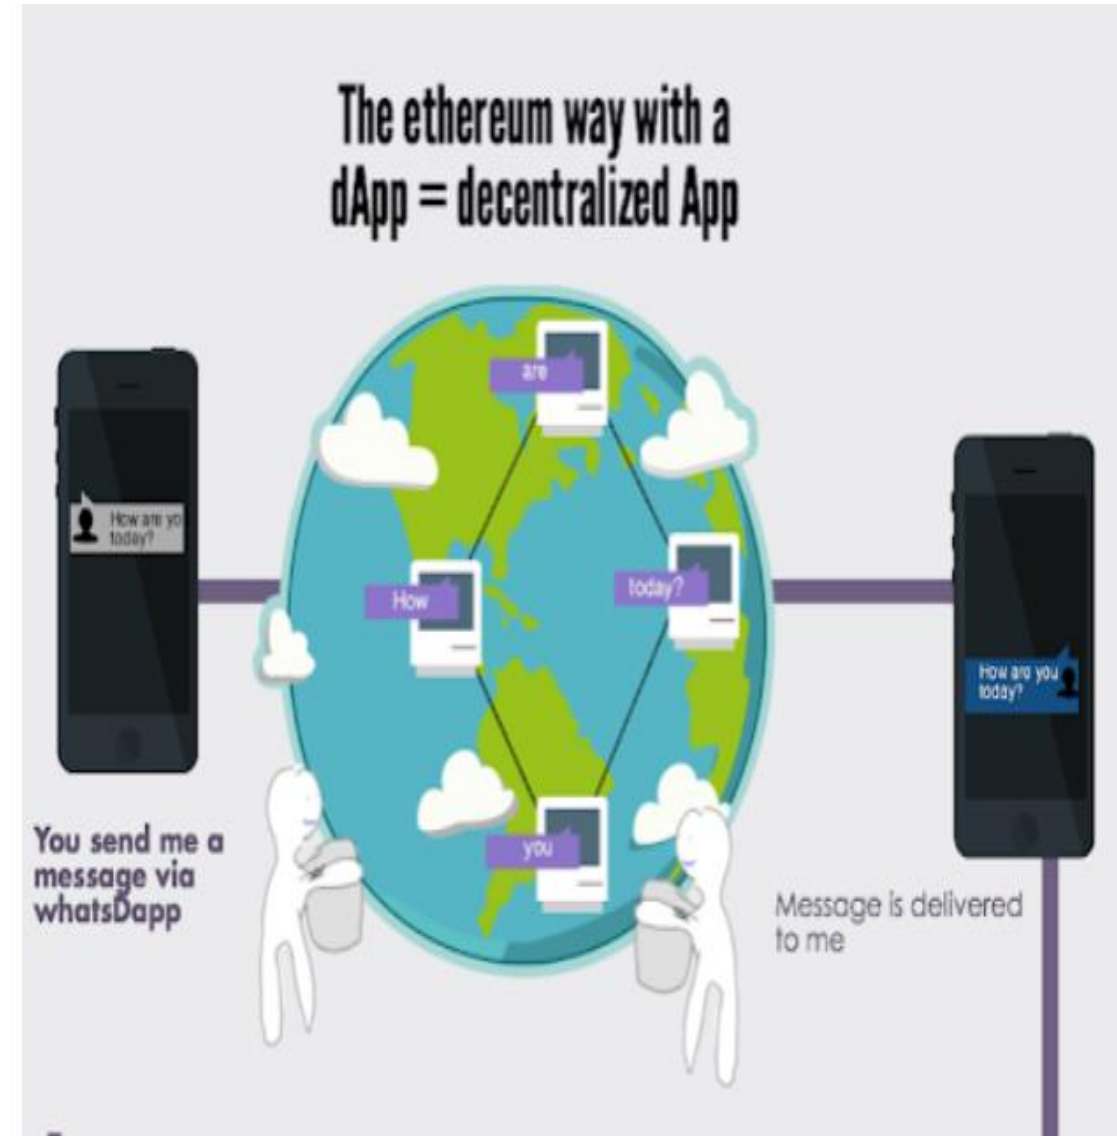 The ethereum way with a
dApp = decentralized App
are
How are yo
today?
How
today?
How are you
today?
you
You send me a
message via
whatsDapp
Message is delivered
to me